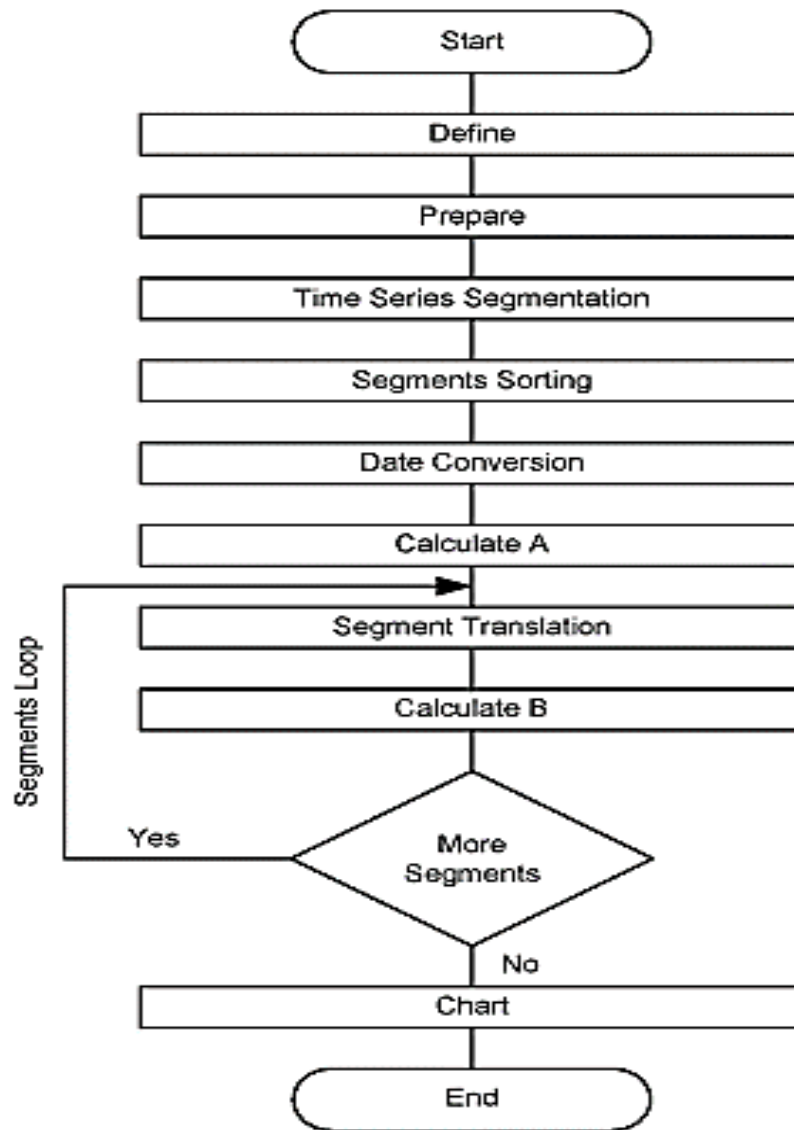 Start
Define
Prepare
Time Series Segmentation
Segments Sorting
Date Conversion
Calculate A
Segment Translation
Calculate B
Segments Loop
Yes
More
Segments
No
Chart
End